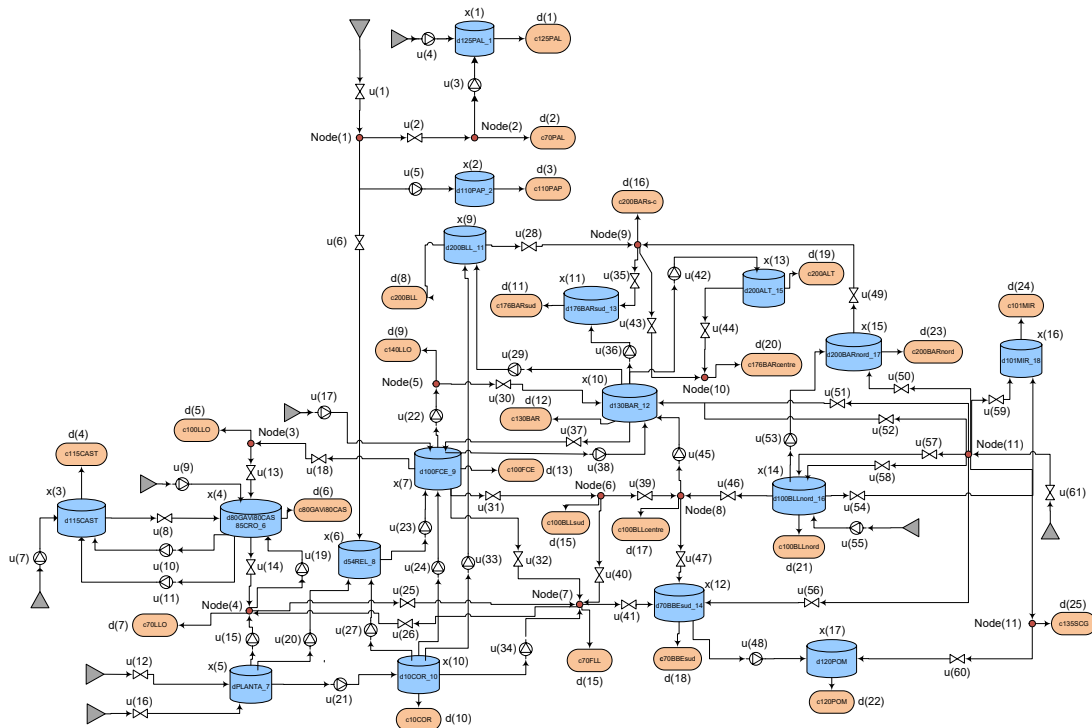 x(1)
d(1)
d125PAL_1
c125PAL
u(4)
u(3)
u(1)
d(2)
u(2)
Node(1)
Node(2)
c70PAL
x(2)
d(3)
u(5)
d110PAP_2
c110PAP
d(16)
c200BARs-c
x(9)
u(28)
u(6)
Node(9)
d200BLL_11
x(13)
d(19)
c200ALT
u(42)
d200ALT_15
x(11)
u(35)
d(8)
c200BLL
d(11)
c176BARsud
d176BARsud_13
u(43)
u(44)
u(49)
d(24)
c101MIR
x(15)
d(23)
x(16)
d200BARnord_17
c200BARnord
d101MIR_18
d(9)
c140LLO
u(36)
d(20)
c176BARcentre
u(29)
Node(5)
x(10)
Node(10)
u(50)
u(30)
d(12)
d130BAR_12
u(51)
u(59)
u(17)
u(22)
c130BAR
u(52)
d(5)
c100LLO
Node(3)
u(37)
u(53)
u(57)
Node(11)
d(4)
c115CAST
u(18)
u(38)
u(45)
u(9)
u(13)
d100FCE_9
c100FCE
d(13)
x(14)
u(58)
x(7)
x(3)
x(4)
d(6)
u(31)
Node(6)
u(39)
u(46)
d100BLLnord_16
u(54)
u(61)
d115CAST
d80GAVi80CAS
85CRO_6
c80GAVi80CAS
c100BLLsud
Node(8)
c100BLLcentre
u(8)
u(23)
d(15)
d(17)
u(55)
u(7)
x(6)
c100BLLnord
u(10)
u(14)
u(19)
d54REL_8
u(24)
u(33)
u(32)
u(47)
d(21)
u(11)
u(40)
x(12)
u(25)
Node(7)
u(56)
Node(4)
d70BBEsud_14
u(41)
d(7)
c70LLO
u(15)
u(20)
u(27)
u(26)
d(25)
c135SCG
Node(11)
u(34)
x(17)
u(12)
x(5)
x(10)
c70FLL
c70BBEsud
u(48)
d120POM
dPLANTA_7
d10COR_10
d(15)
d(18)
u(60)
u(16)
u(21)
c10COR
d(10)
c120POM
d(22)